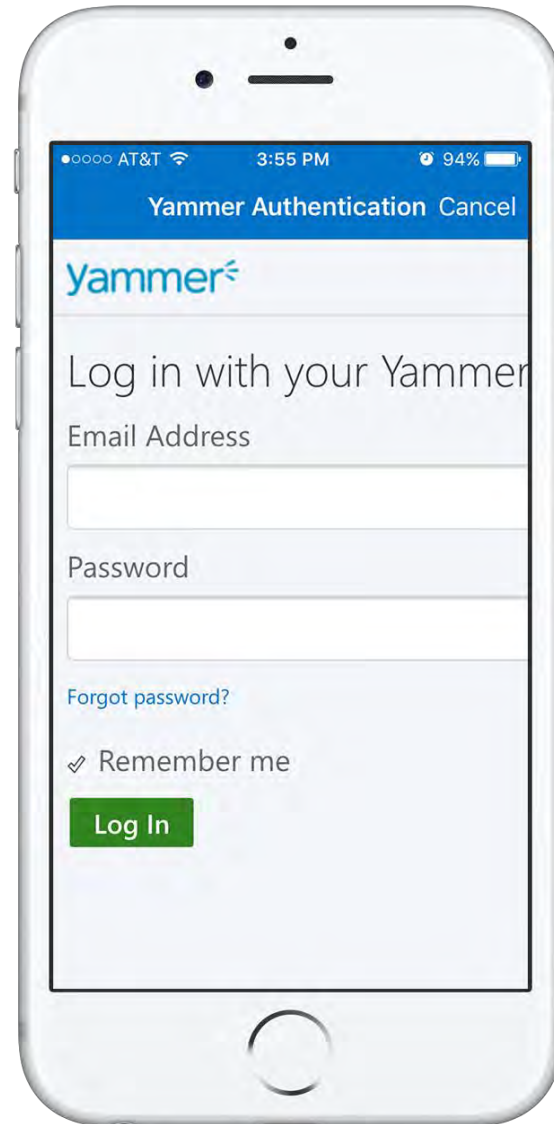 AT&T 3:55 PM 94%
Yammer Authentication Cancel
yammer
Log in with your Yammer
Email Address
Password
Forgot password?
Remember me
Log In